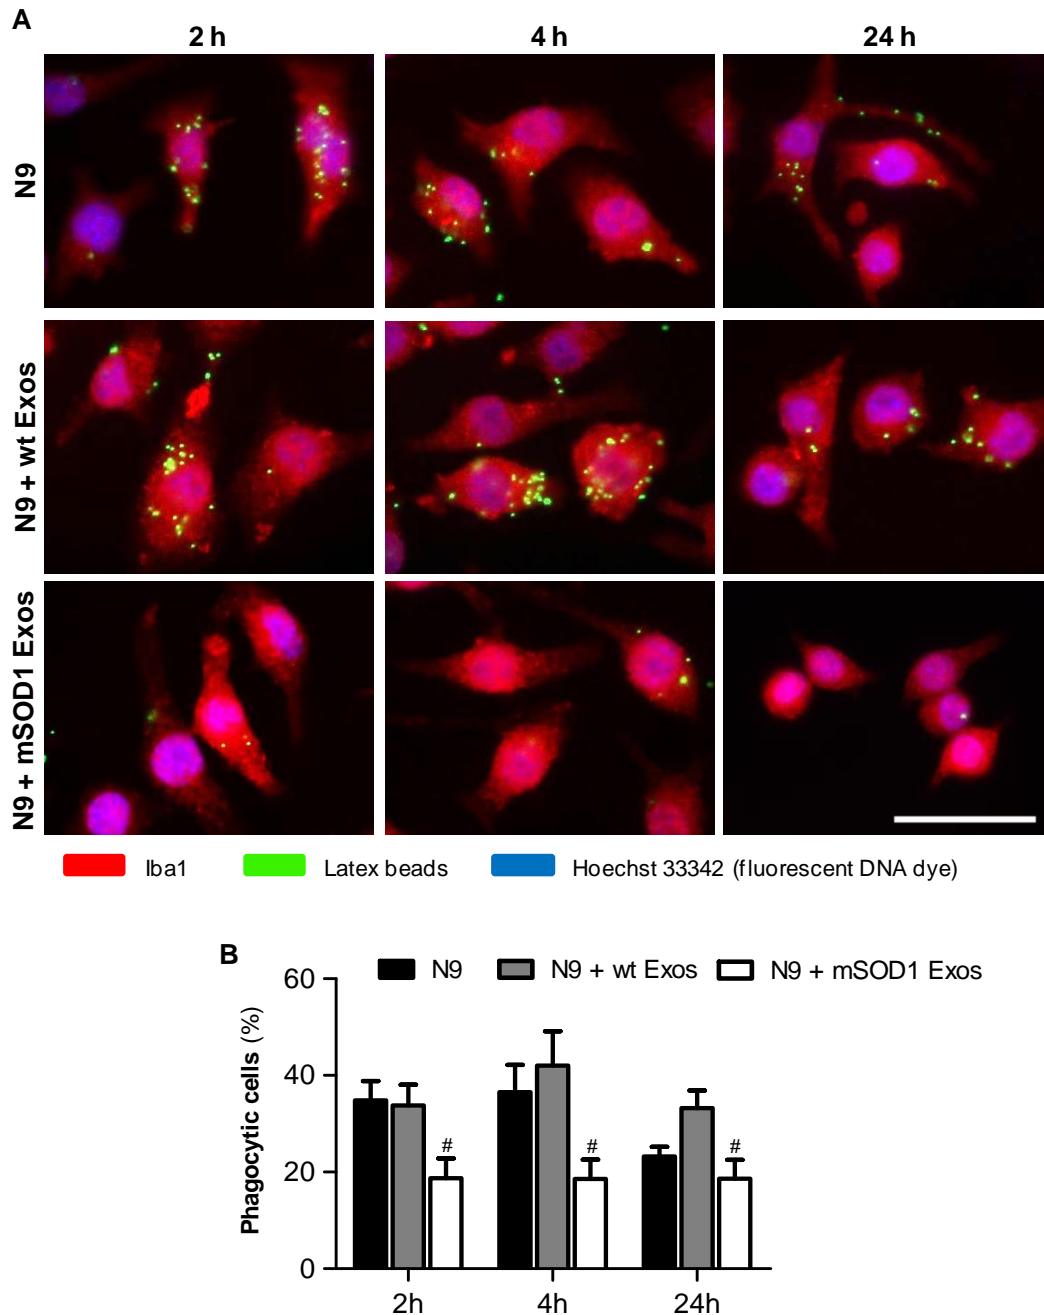 A
2 h
4 h
24 h
N9
N9 + wt Exos
N9 + mSOD1 Exos
Iba1
Latex beads
Hoechst 33342 (fluorescent DNA dye)
B
N9
N9 + wt Exos
N9 + mSOD1 Exos
Phagocytic cells (%)
60
40
20
0
#
#
#
2h
4h
24h